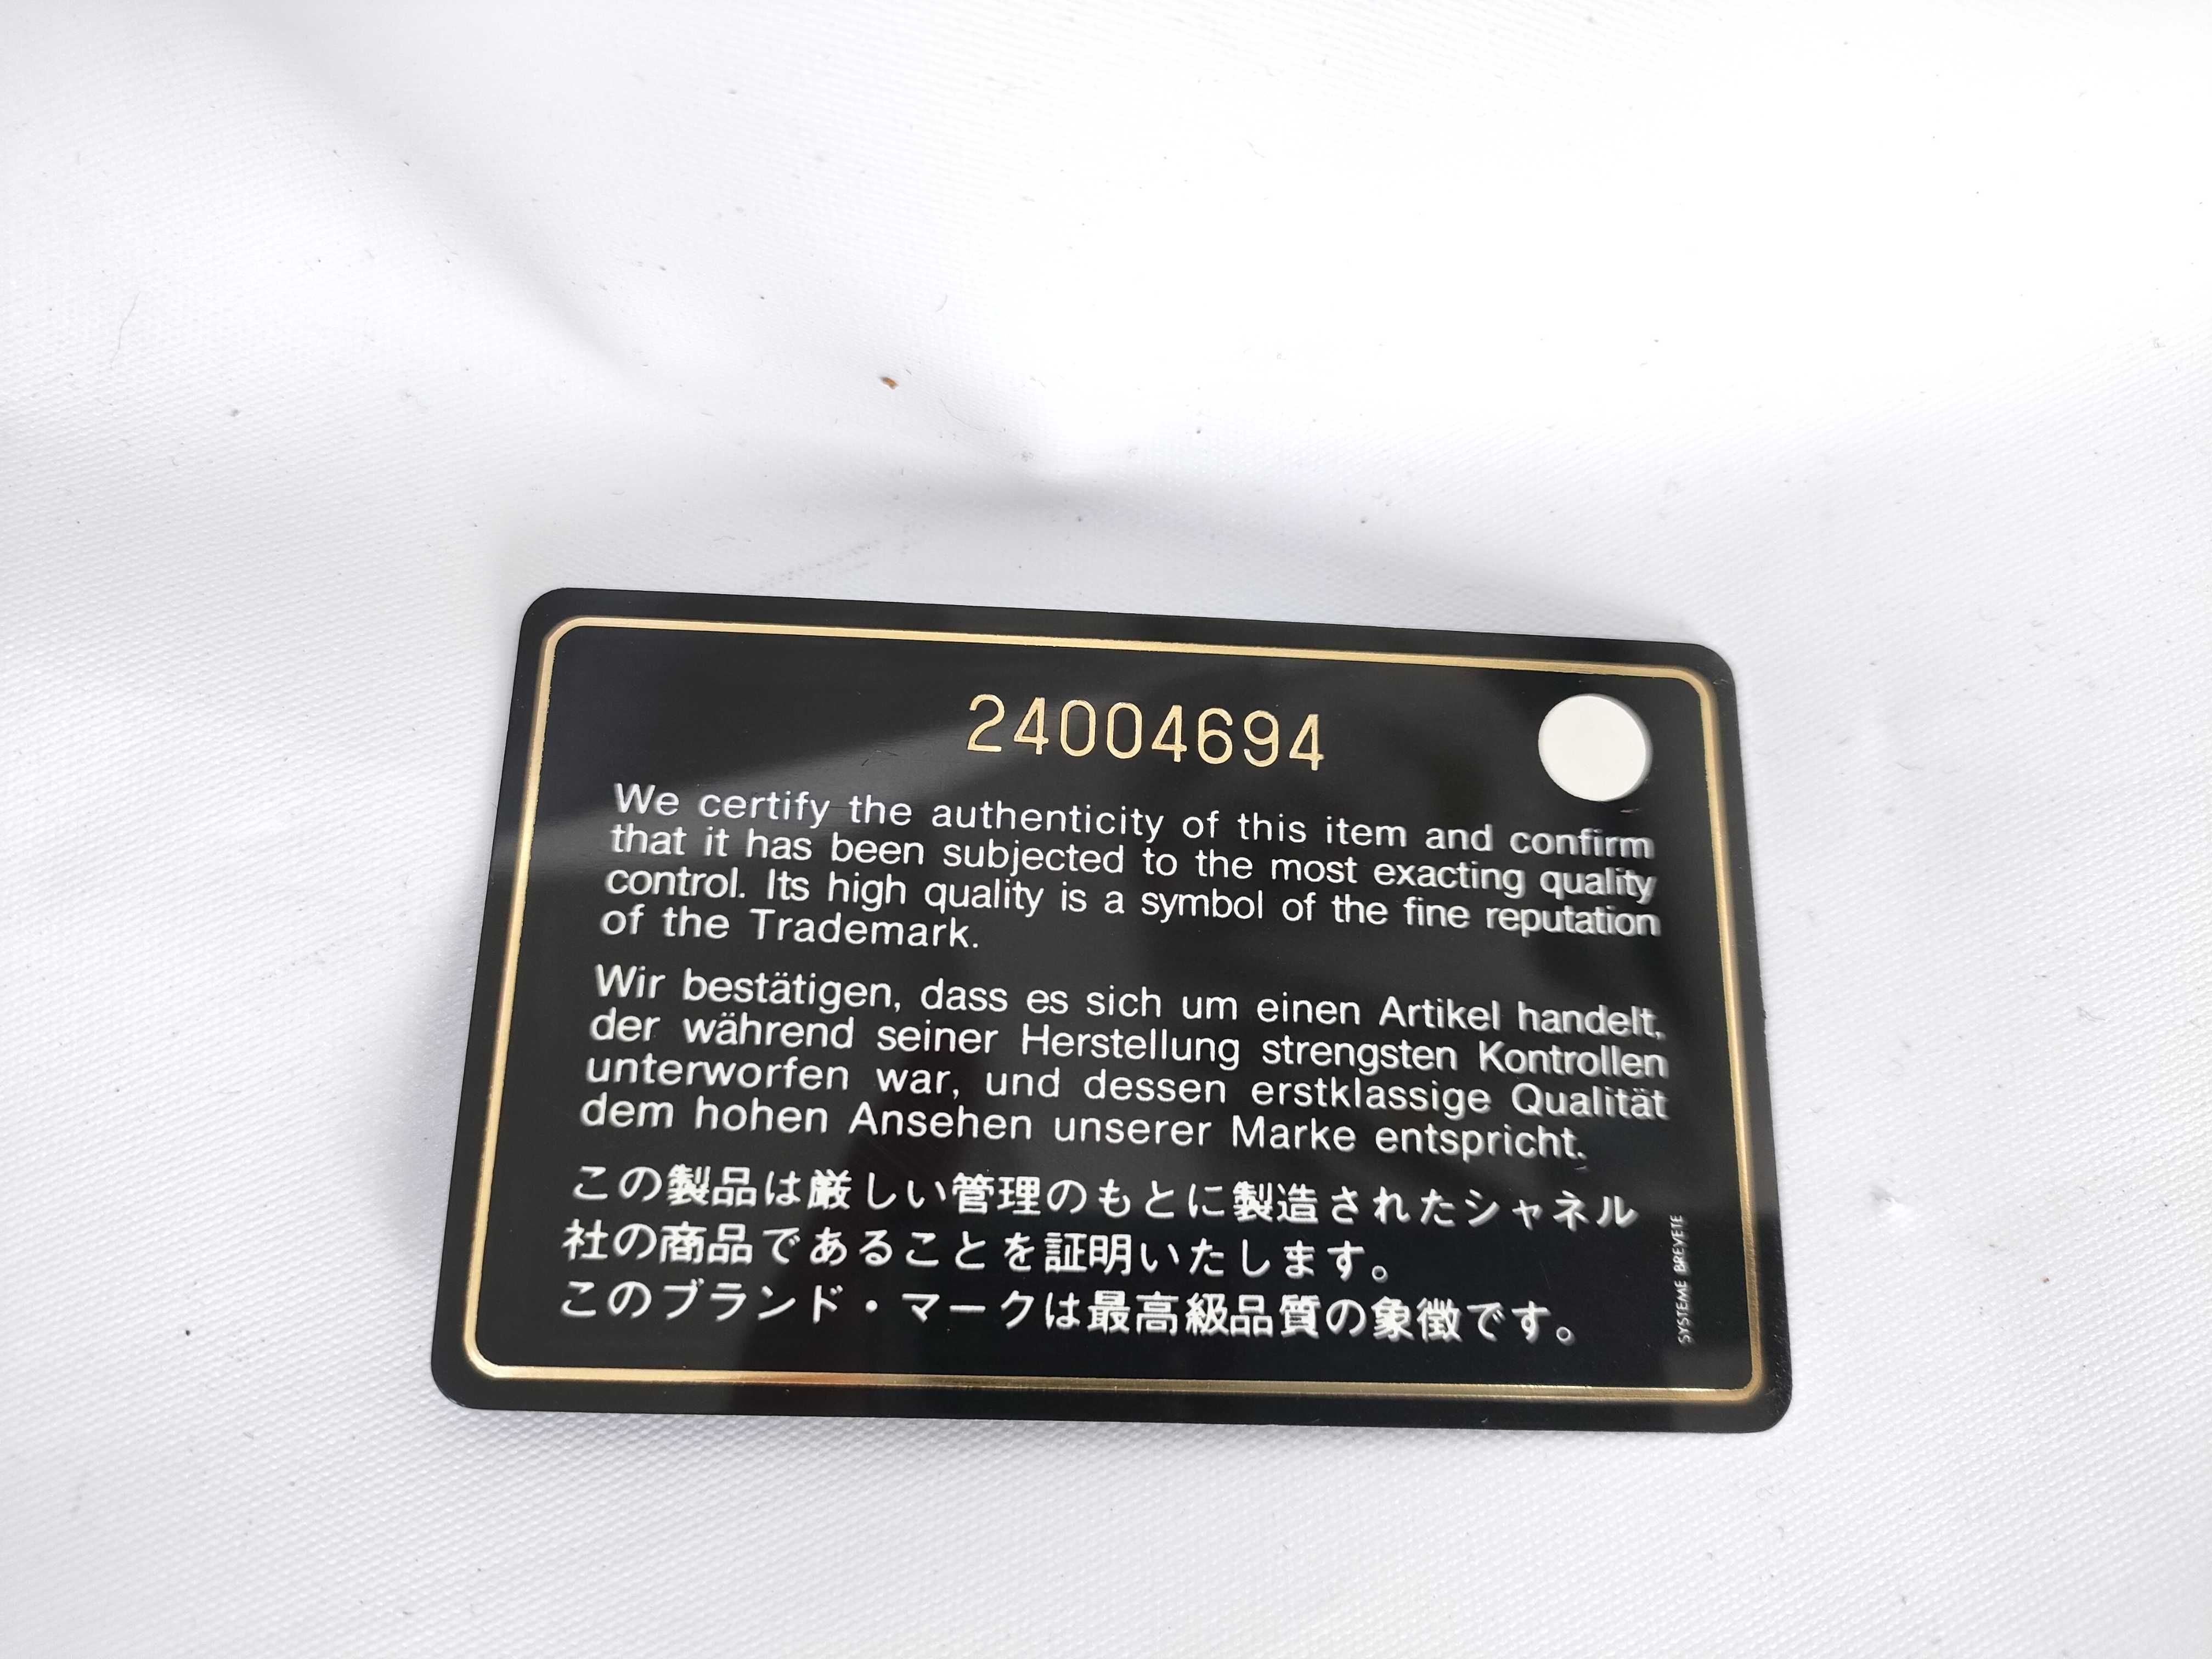 24004694
We certify the authenticity of this item and confirm
that it has been subjected to the most exacting quality
control. Its high quality is a symbol of the fine reputation
of the Trademark.
Wir bestätigen, dass es sich um einen Artikel handelt,
der während seiner Herstellung strengsten Kontrollen
unterworfen war, und dessen erstklassige Qualität
dem hohen Ansehen unserer Marke entspricht.
この製品は厳しい管理のもとに製造されたシャネル
社の商品であることを証明いたします。
このブランド・マークは最高級品質の象徴です。
SYSTEME BREVETE